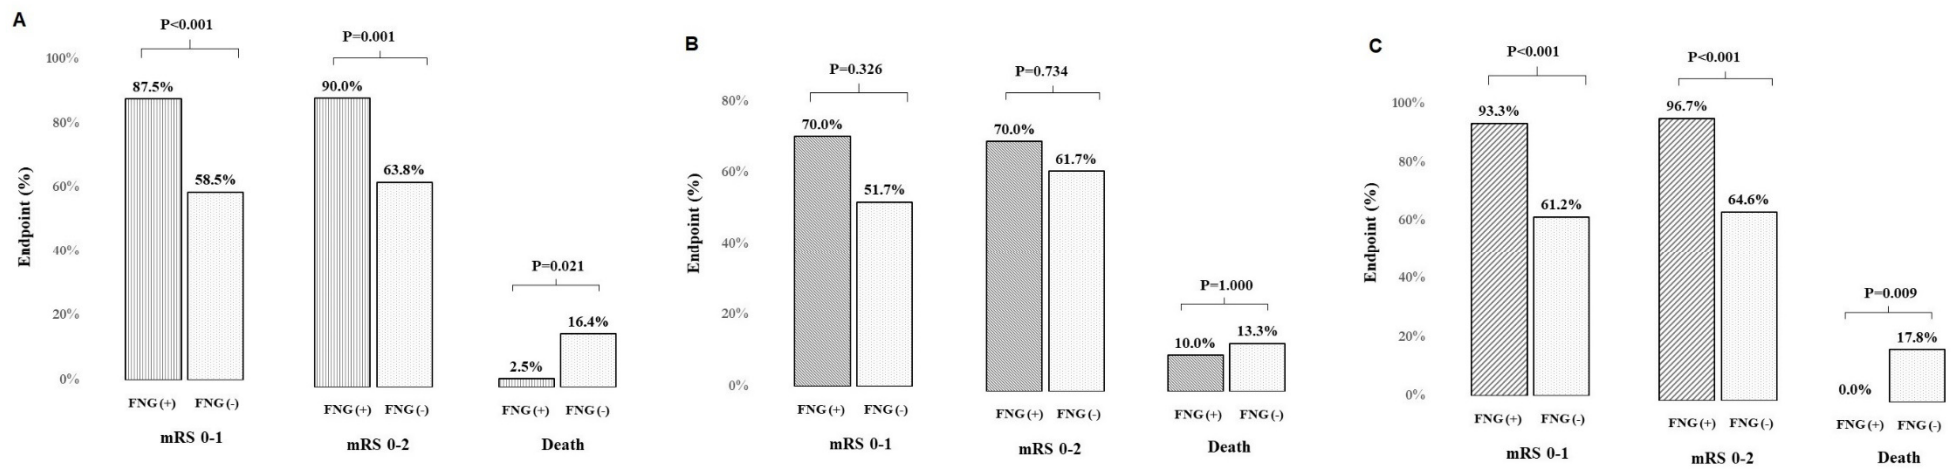 A
P<0.001
P=0.001
100%
87.5%
90.0%
80%
63.8%
58.5%
60%
Endpoint (%)
40%
P=0.021
20%
16.4%
2.5%
0%
FNG (+) FNG (-)
FNG (+) FNG (-)
FNG (+) FNG (-)
mRS 0-1
mRS 0-2
Death
B
P=0.326
P=0.734
80%
70.0%
70.0%
61.7%
60%
51.7%
Endpoint (%)
40%
P=1.000
20%
10.0%
13.3%
0%
FNG (+) FNG (-)
FNG (+) FNG (-)
FNG (+) FNG (-)
mRS 0-1
mRS 0-2
Death
C
P<0.001
P<0.001
100%
93.3%
96.7%
80%
61.2%
64.6%
60%
Endpoint (%)
40%
P=0.009
20%
17.8%
0.0%
0%
FNG (+) FNG (-)
FNG (+) FNG (-)
FNG (+) FNG (-)
mRS 0-1
mRS 0-2
Death